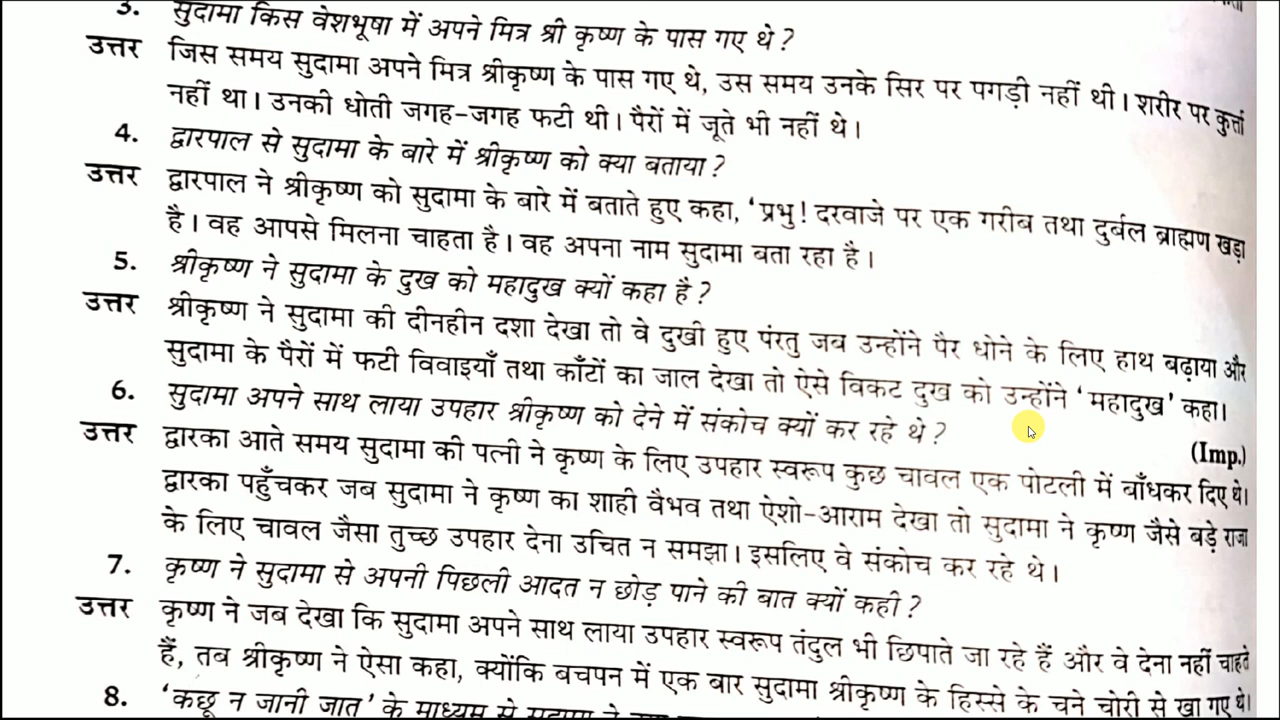 3. सुदामा किस वेशभूषा में अपने मित्र श्री कृष्ण के पास गए थे?
उत्तर जिस समय सुदामा अपने मित्र श्रीकृष्ण के पास गए थे, उस समय उनके सिर पर पगड़ी नहीं थी। शरीर पर कुर्त्ता
नहीं था। उनकी धोती जगह-जगह फटी थी। पैरों में जूते भी नहीं थे।
4. द्वारपाल से सुदामा के बारे में श्रीकृष्ण को क्या बताया?
उत्तर द्वारपाल ने श्रीकृष्ण को सुदामा के बारे में बताते हुए कहा, ‘प्रभु! दरवाजे पर एक गरीब तथा दुर्बल ब्राह्मण खड़ा
है। वह आपसे मिलना चाहता है। वह अपना नाम सुदामा बता रहा है।
5. श्रीकृष्ण ने सुदामा के दुख को महादुख क्यों कहा है?
उत्तर श्रीकृष्ण ने सुदामा की दीनहीन दशा देखा तो वे दुखी हुए पंरतु जब उन्होंने पैर धोने के लिए हाथ बढ़ाया और
सुदामा के पैरों में फटी विवाइयाँ तथा काँटों का जाल देखा तो ऐसे विकट दुख को उन्होंने ‘महादुख’ कहा।
6. सुदामा अपने साथ लाया उपहार श्रीकृष्ण को देने में संकोच क्यों कर रहे थे? (Imp.)
उत्तर द्वारका आते समय सुदामा की पत्नी ने कृष्ण के लिए उपहार स्वरूप कुछ चावल एक पोटली में बाँधकर दिए थे।
द्वारका पहुँचकर जब सुदामा ने कृष्ण का शाही वैभव तथा ऐशो-आराम देखा तो सुदामा ने कृष्ण जैसे बड़े राजा
के लिए चावल जैसा तुच्छ उपहार देना उचित न समझा। इसलिए वे संकोच कर रहे थे।
7. कृष्ण ने सुदामा से अपनी पिछली आदत न छोड़ पाने की बात क्यों कही?
उत्तर कृष्ण ने जब देखा कि सुदामा अपने साथ लाया उपहार स्वरूप तंदुल भी छिपाते जा रहे हैं और वे देना नहीं चाहते
हैं, तब श्रीकृष्ण ने ऐसा कहा, क्योंकि बचपन में एक बार सुदामा श्रीकृष्ण के हिस्से के चने चोरी से खा गए थे।
8. ‘कछू न जानी जात’ के माध्यम से सुदामा ने